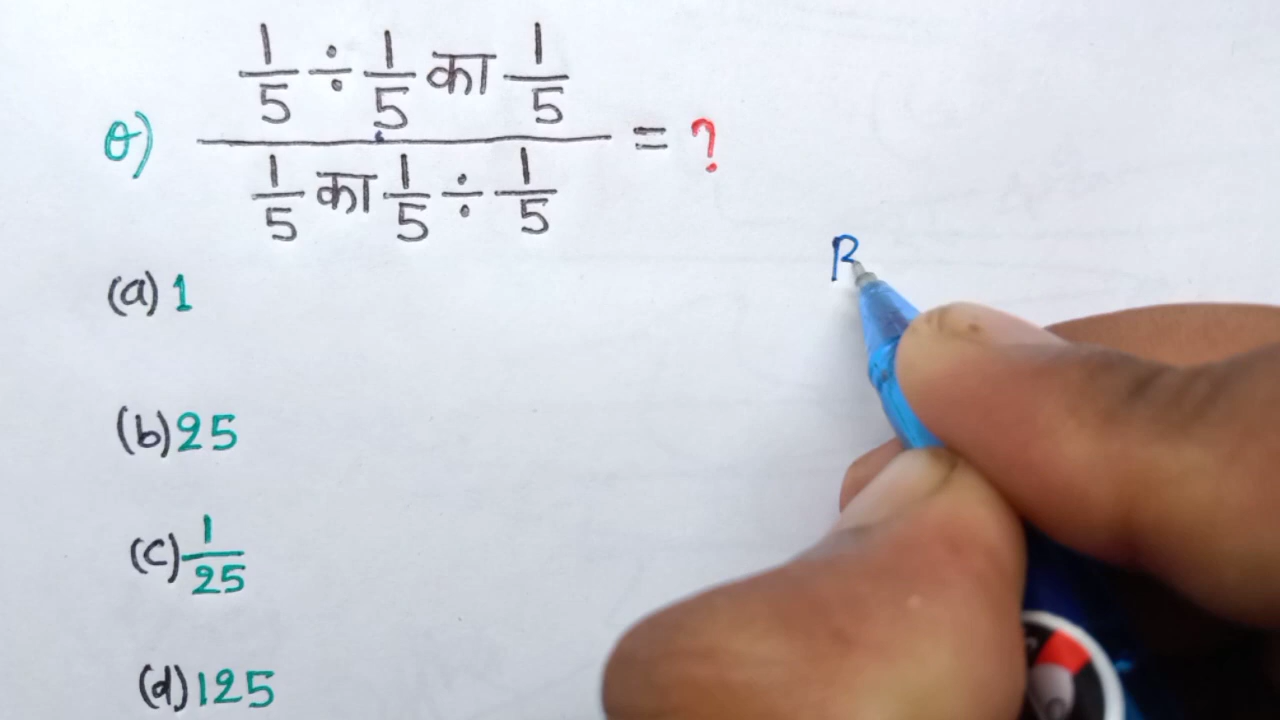 1/5 ÷ 1/5 का 1/5
Q) ——— = ?
1/5 का 1/5 ÷ 1/5
B
(a) 1
(b) 25
(c) 1/25
(d) 125